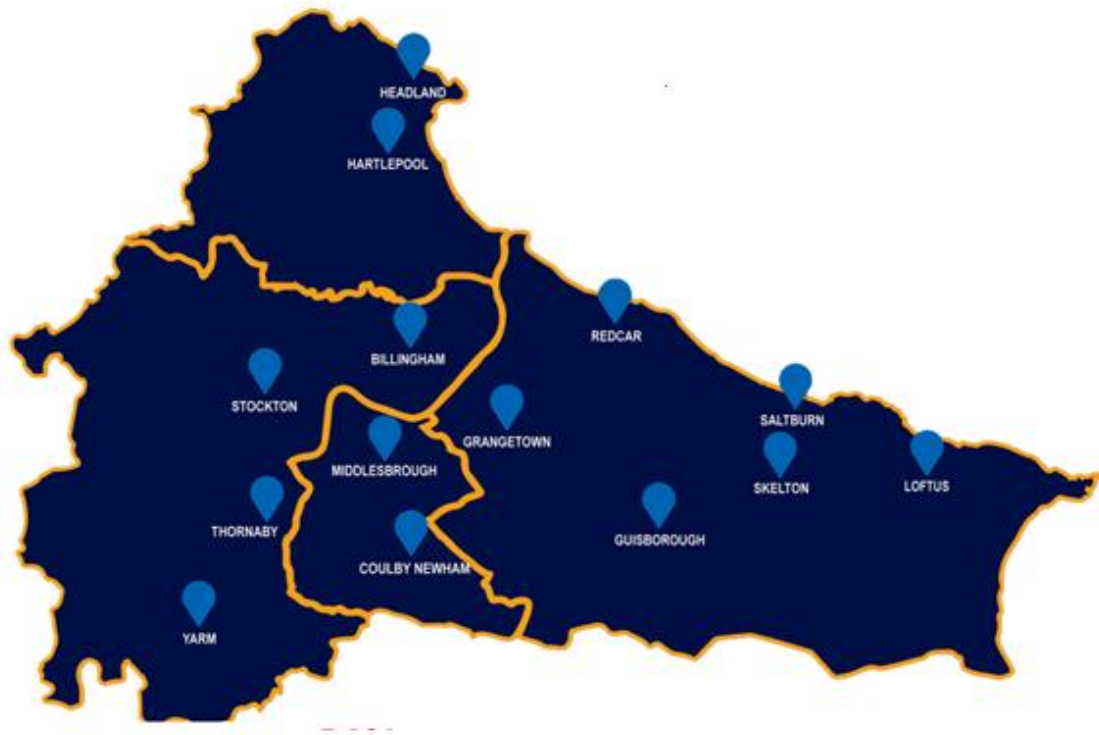 HEADLAND
HARTLEPOOL
REDCAR
BILLINGHAM
STOCKTON
SALTBURN
GRANGETOWN
MIDDLESBROUGH
SKELTON
LOFTUS
THORNABY
GUISBOROUGH
COULBY NEWHAM
YARM